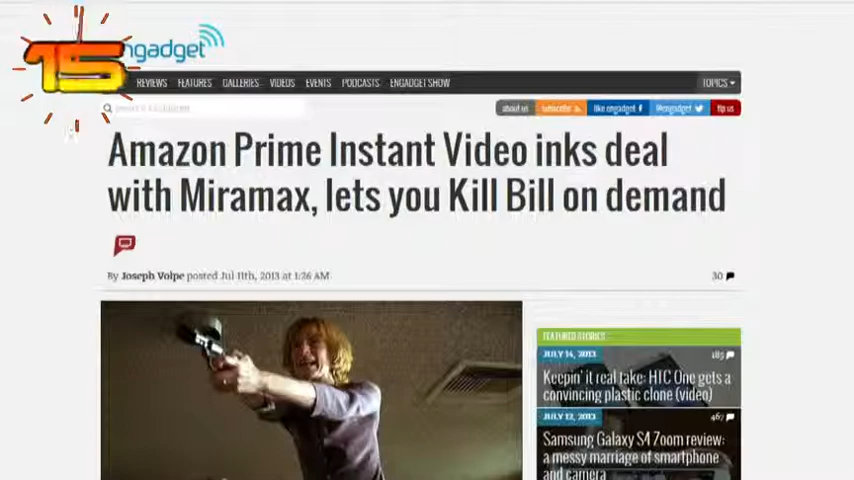 15
engadget
REVIEWS FEATURES GALLERIES VIDEOS EVENTS PODCASTS ENGADGET SHOW TOPICS
about us subscribe like engadget @engadget tip us
Amazon Prime Instant Video inks deal
with Miramax, lets you Kill Bill on demand
By Joseph Volpe posted Jul 11th, 2013 at 1:26 AM 30
FEATURED STORIES
JULY 14, 2013 185
Keepin' it real fake: HTC One gets a
convincing plastic clone (video)
JULY 12, 2013 467
Samsung Galaxy S4 Zoom review:
a messy marriage of smartphone
and camera